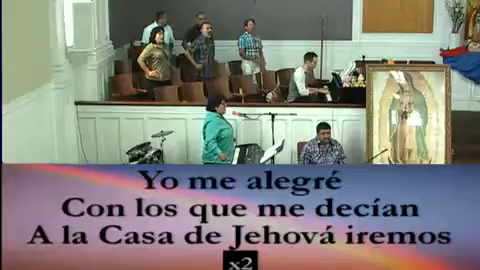 Yo me alegré
Con los que me decían
A la Casa de Jehová iremos
x2